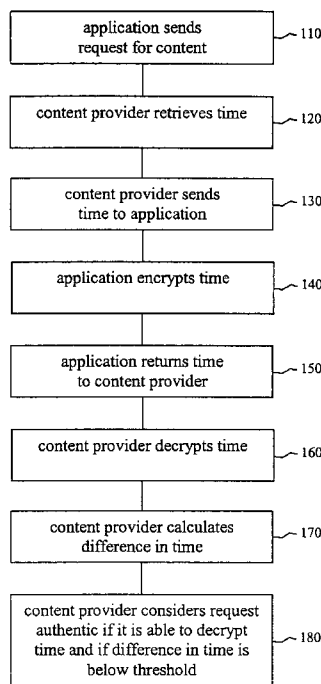 application sends
request for content
110
content provider retrieves time
120
content provider sends
time to application
130
application encrypts time
140
application returns time
to content provider
150
content provider decrypts time
160
content provider calculates
difference in time
170
content provider considers request
authentic if it is able to decrypt
time and if difference in time is
below threshold
180